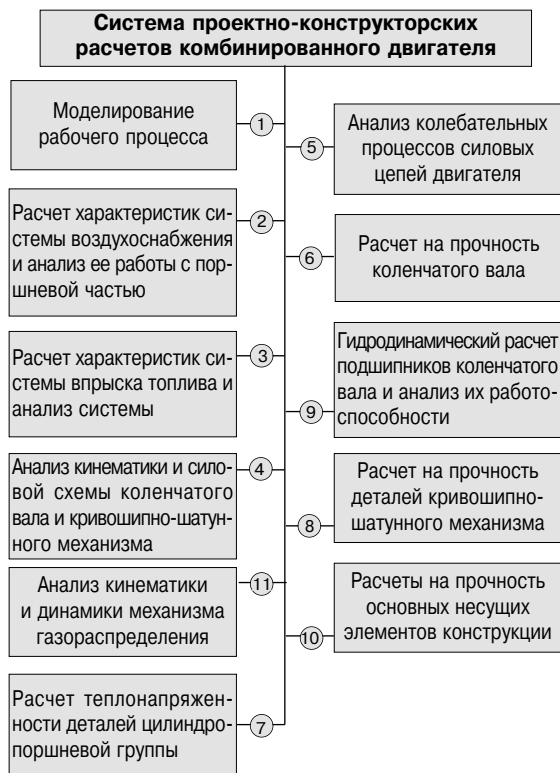 Система проектно-конструкторских
расчетов комбинированного двигателя
Моделирование
рабочего процесса
1
5
Анализ колебательных
процессов силовых
цепей двигателя
Расчет характеристик си-
стемы воздухоснабжения
и анализ ее работы с пор-
шневой частью
2
6
Расчет на прочность
коленчатого вала
Расчет характеристик си-
стемы впрыска топлива и
анализ системы
3
9
Гидродинамический расчет
подшипников коленчатого
вала и анализ их работо-
способности
Анализ кинематики и сило-
вой схемы коленчатого
вала и кривошипно-шатун-
ного механизма
4
8
Расчет на прочность
деталей кривошипно-
шатунного механизма
Анализ кинематики
и динамики механизма
газораспределения
11
10
Расчеты на прочность
основных несущих
элементов конструкции
Расчет теплонапряжен-
ности деталей цилиндро-
поршневой группы
7